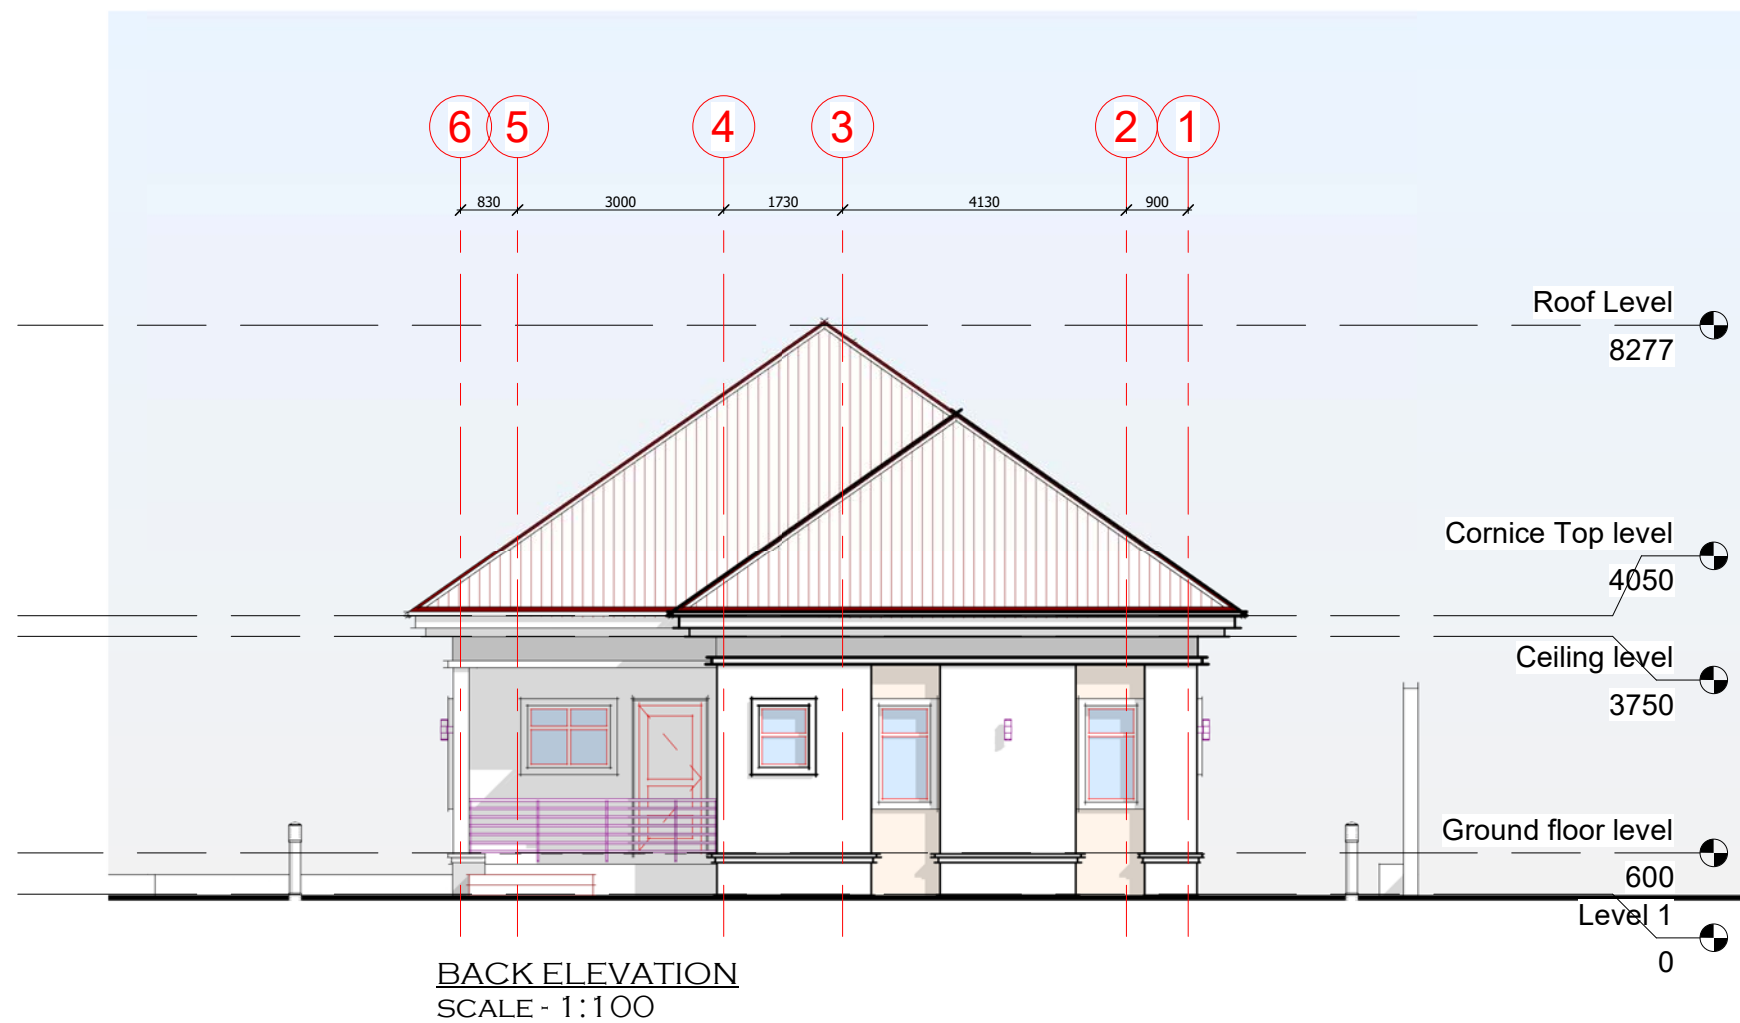 6 5 4 3 2 1
830 3000 1730 4130 900
Roof Level
8277
Cornice Top level
4050
Ceiling level
3750
Ground floor level
600
Level 1
0
BACK ELEVATION
SCALE - 1:100